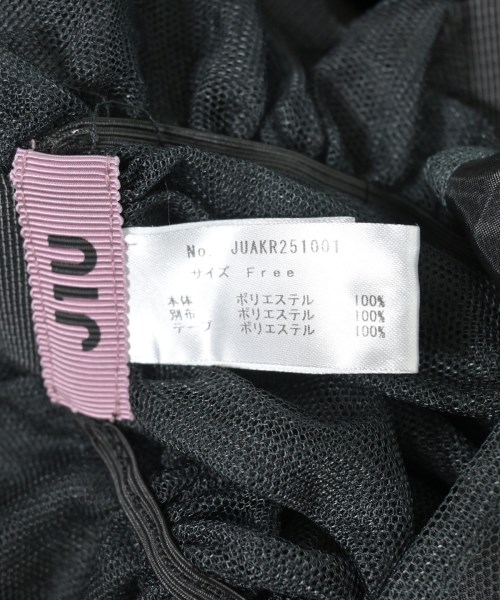 J1U
No. JUAKR251001
サイズ Free
本体 ポリエステル 100%
別布 ポリエステル 100%
テープ ポリエステル 100%